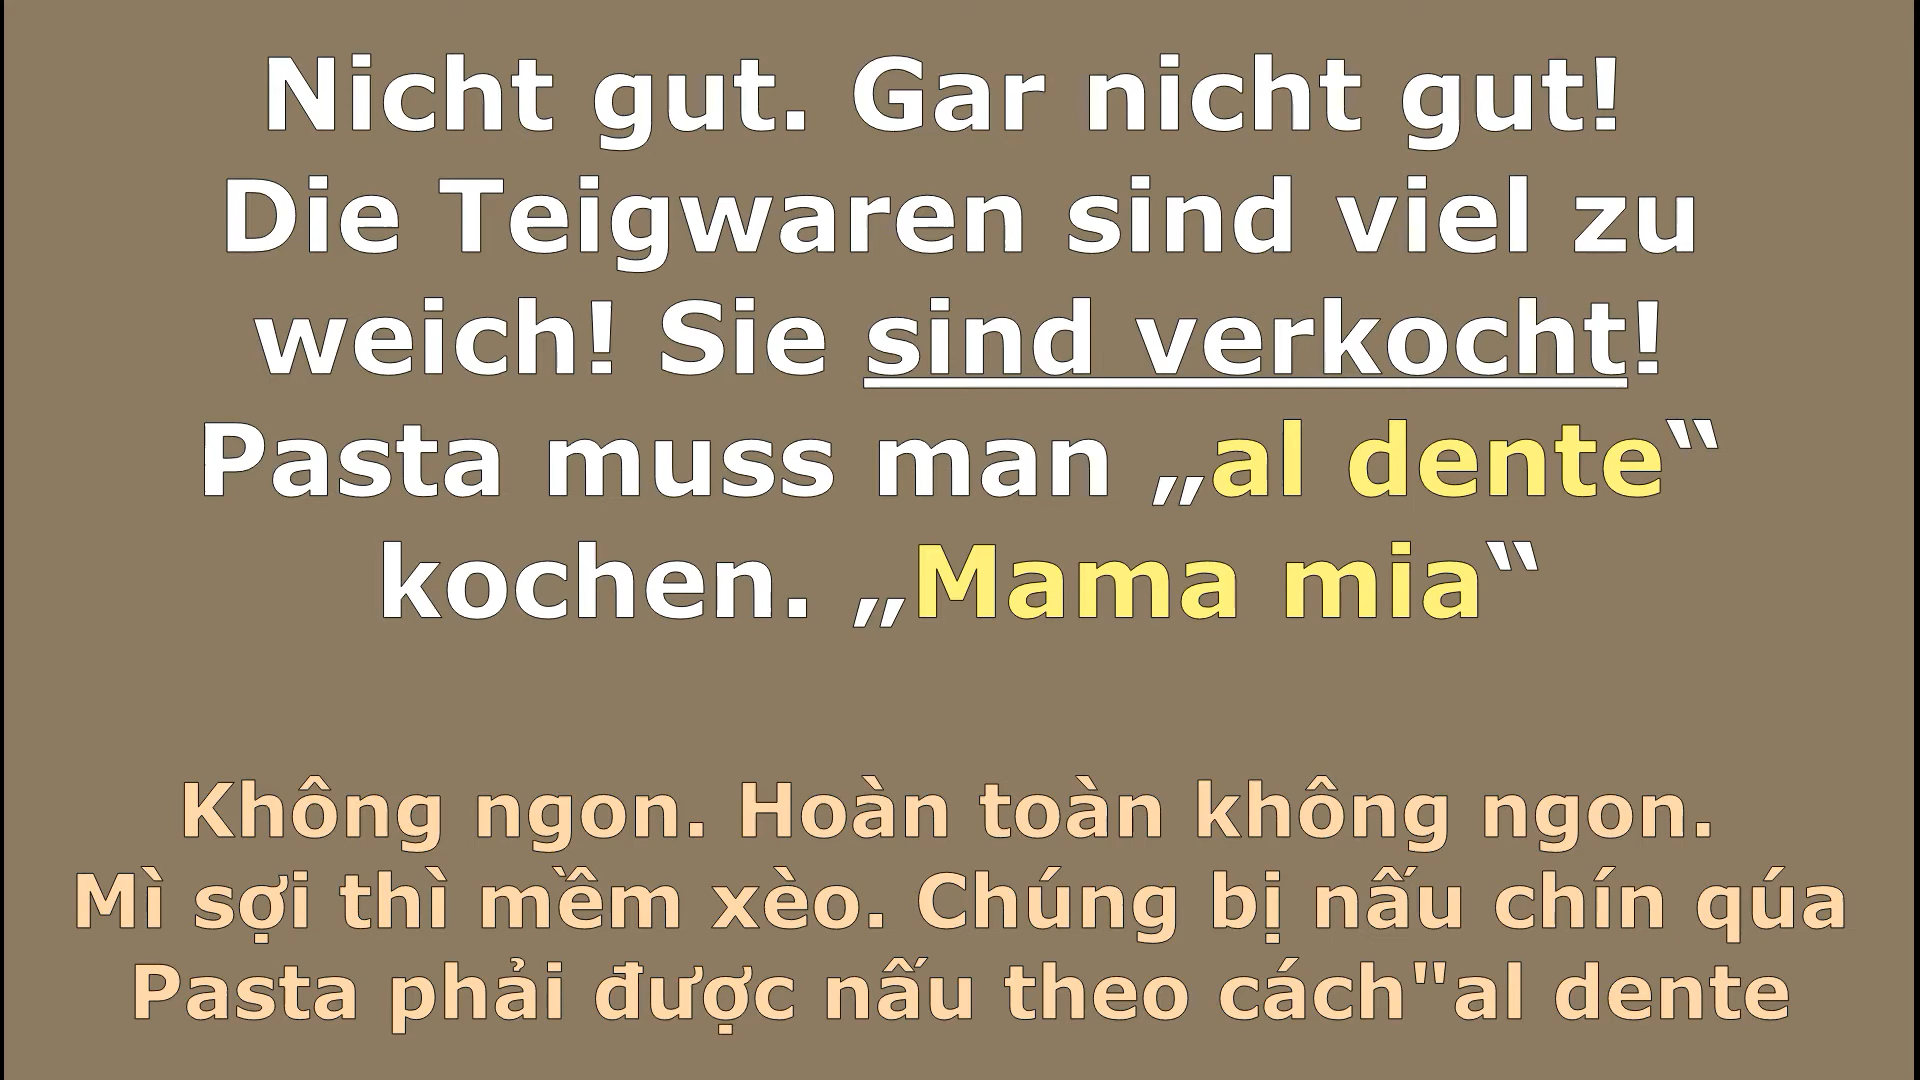 Nicht gut. Gar nicht gut!
Die Teigwaren sind viel zu
weich! Sie sind verkocht!
Pasta muss man „al dente“
kochen. „Mama mia“
Không ngon. Hoàn toàn không ngon.
Mì sợi thì mềm xèo. Chúng bị nấu chín qúa
Pasta phải được nấu theo cách"al dente